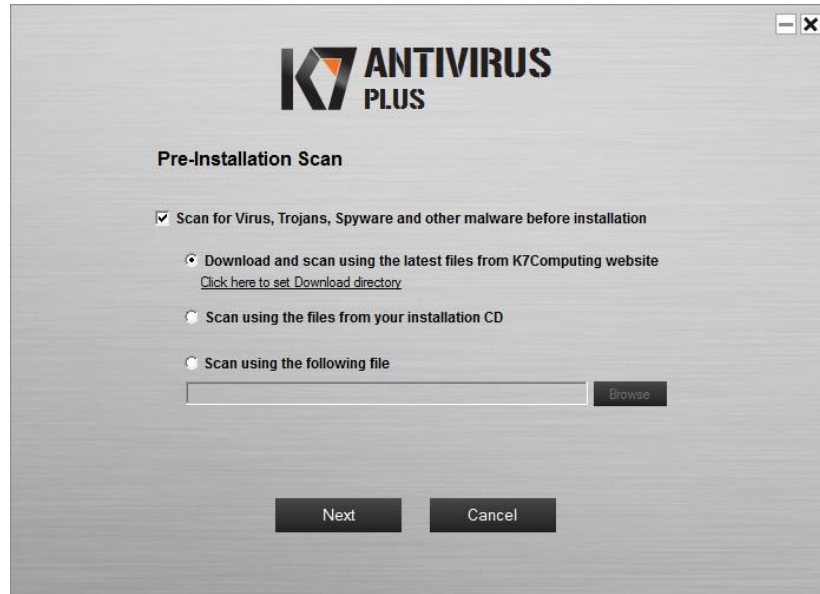 K7 ANTIVIRUS
PLUS
Pre-Installation Scan
Scan for Virus, Trojans, Spyware and other malware before installation
Download and scan using the latest files from K7Computing website
Click here to set Download directory
Scan using the files from your installation CD
Scan using the following file
Browse
Next
Cancel